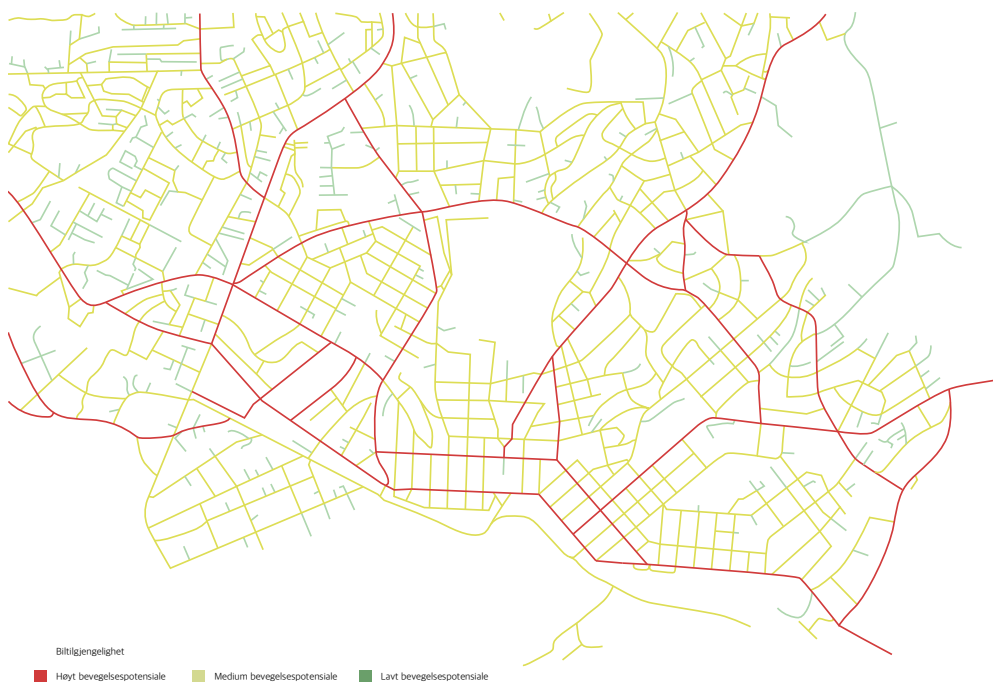 Biltilgjengelighet
Høyt bevegelsespotensiale
Medium bevegelsespotensiale
Lavt bevegelsespotensiale